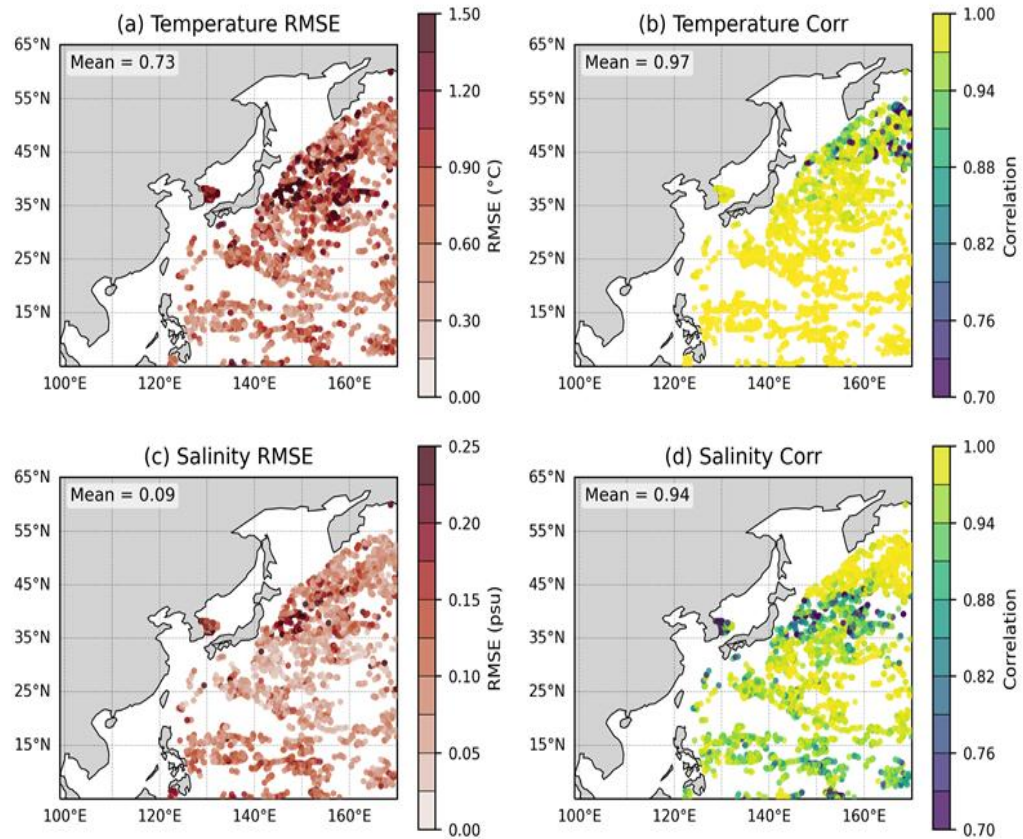 (a) Temperature RMSE
Mean = 0.73
65°N
55°N
45°N
35°N
25°N
15°N
100°E 120°E 140°E 160°E
1.50
1.20
0.90
0.60
0.30
0.00
RMSE (°C)
(b) Temperature Corr
Mean = 0.97
65°N
55°N
45°N
35°N
25°N
15°N
100°E 120°E 140°E 160°E
1.00
0.94
0.88
0.82
0.76
0.70
Correlation
(c) Salinity RMSE
Mean = 0.09
65°N
55°N
45°N
35°N
25°N
15°N
100°E 120°E 140°E 160°E
0.25
0.20
0.15
0.10
0.05
0.00
RMSE (psu)
(d) Salinity Corr
Mean = 0.94
65°N
55°N
45°N
35°N
25°N
15°N
100°E 120°E 140°E 160°E
1.00
0.94
0.88
0.82
0.76
0.70
Correlation